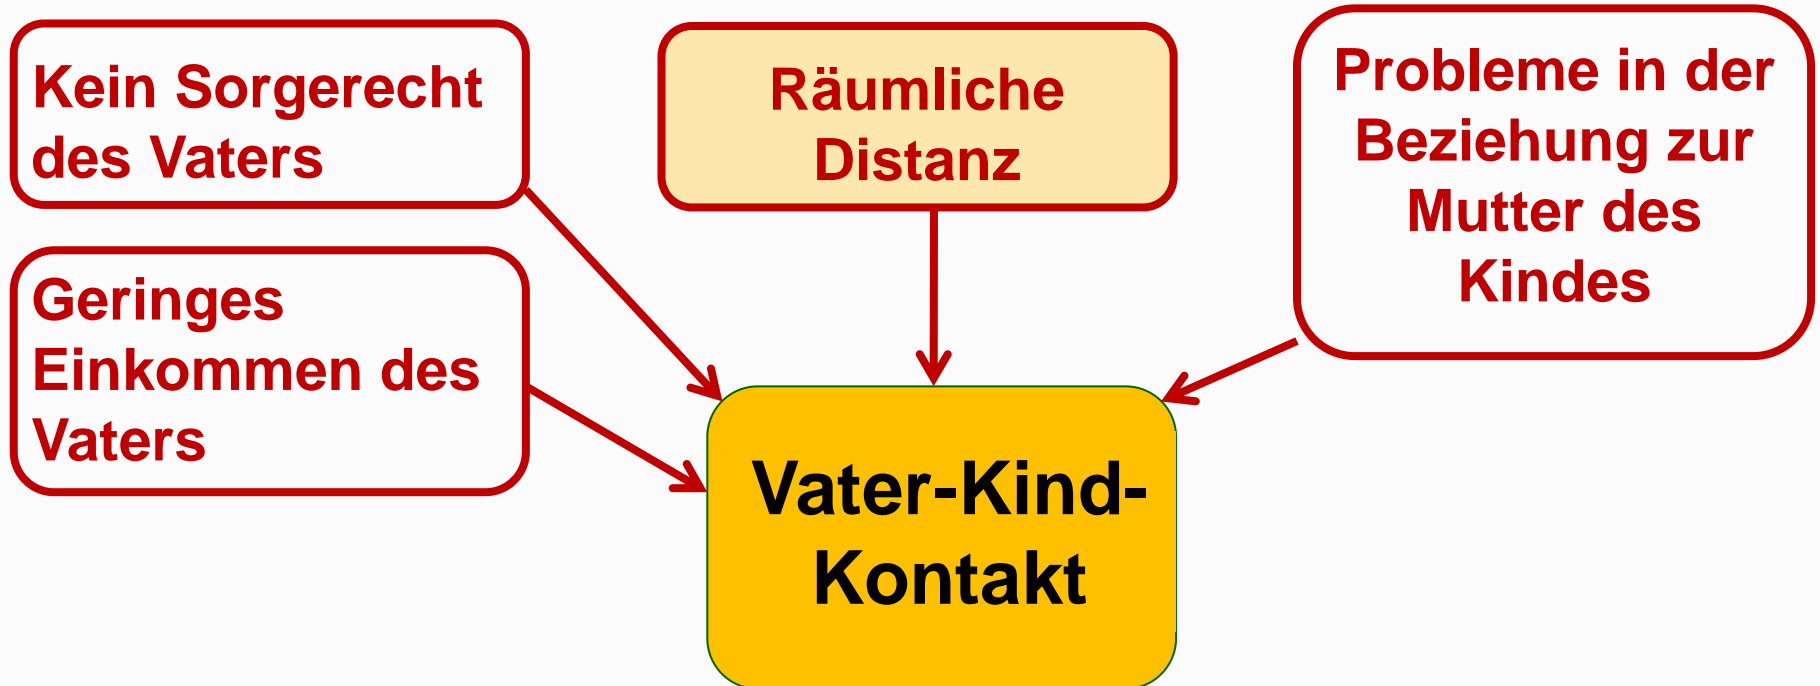 Kein Sorgerecht
des Vaters
Räumliche
Distanz
Probleme in der
Beziehung zur
Mutter des
Kindes
Geringes
Einkommen des
Vaters
Vater-Kind-
Kontakt